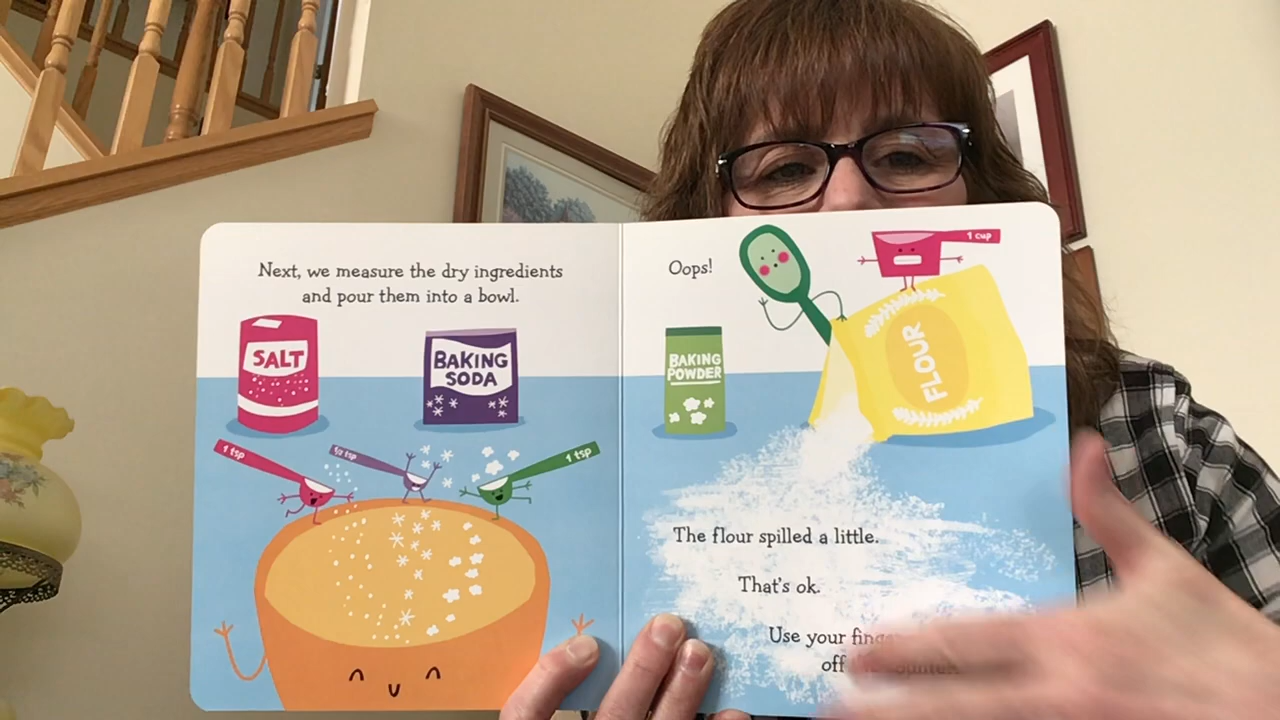 Next, we measure the dry ingredients
and pour them into a bowl.
SALT
BAKING
SODA
1 tsp
1/2 tsp
1 tsp
Oops!
1 cup
BAKING
POWDER
FLOUR
The flour spilled a little.
That's ok.
Use your
off